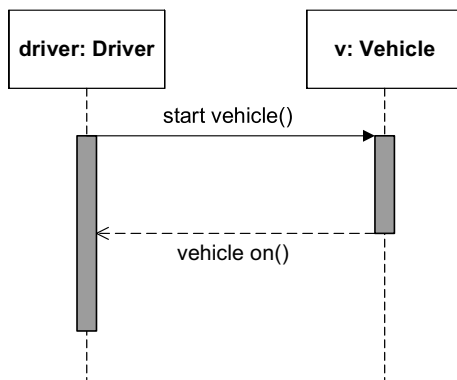 driver: Driver
v: Vehicle
start vehicle()
vehicle on()